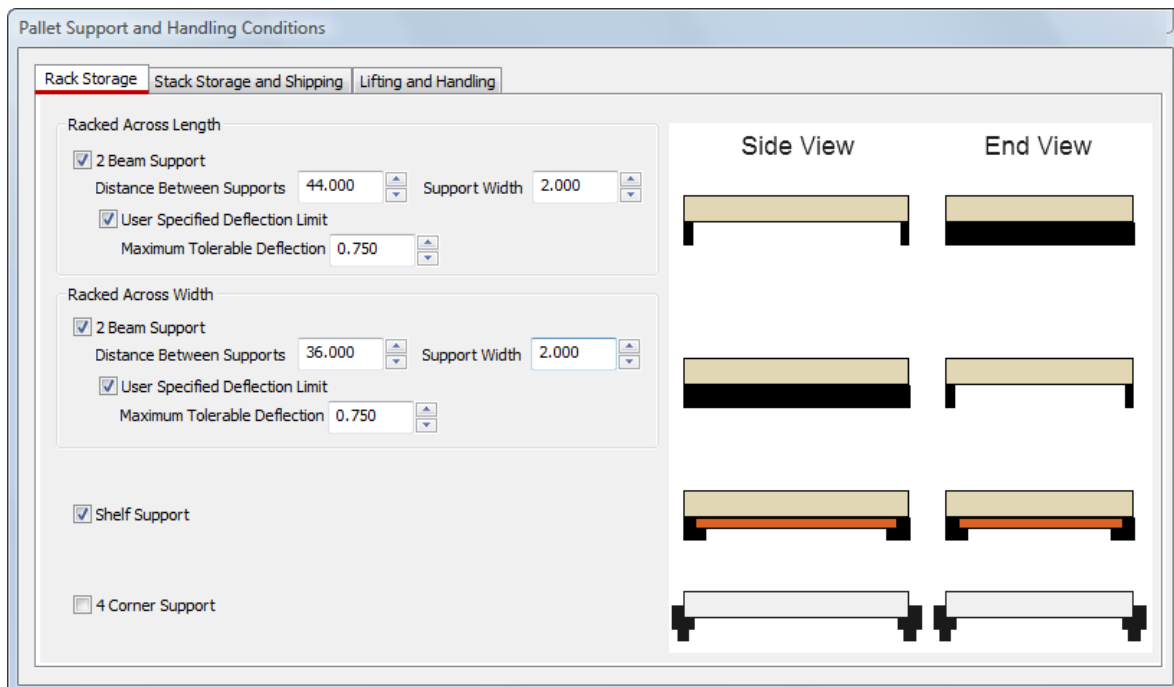 Pallet Support and Handling Conditions
Rack Storage Stack Storage and Shipping Lifting and Handling
Racked Across Length
2 Beam Support
Distance Between Supports 44.000 Support Width 2.000
User Specified Deflection Limit
Maximum Tolerable Deflection 0.750
Racked Across Width
2 Beam Support
Distance Between Supports 36.000 Support Width 2.000
User Specified Deflection Limit
Maximum Tolerable Deflection 0.750
Shelf Support
4 Corner Support
Side View End View